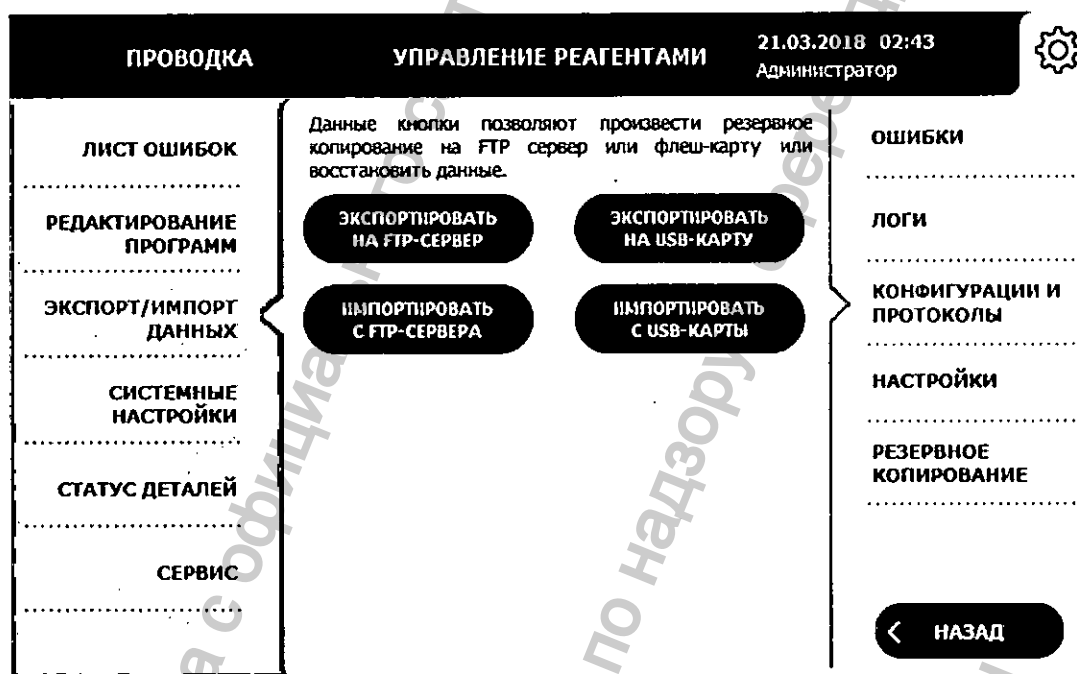 ПРОВОДКА
УПРАВЛЕНИЕ РЕАГЕНТАМИ
21.03.2018 02:43
Администратор
ЛИСТ ОШИБОК
РЕДАКТИРОВАНИЕ
ПРОГРАММ
ЭКСПОРТ/ИМПОРТ
ДАННЫХ
СИСТЕМНЫЕ
НАСТРОЙКИ
СТАТУС ДЕТАЛЕЙ
СЕРВИС
Данные кнопки позволяют произвести резервное
копирование на FTP сервер или флеш-карту или
восстановить данные.
ЭКСПОРТИРОВАТЬ
НА FTP-СЕРВЕР
ЭКСПОРТИРОВАТЬ
НА USB-КАРТУ
ИМПОРТИРОВАТЬ
С FTP-СЕРВЕРА
ИМПОРТИРОВАТЬ
С USB-КАРТЫ
ОШИБКИ
ЛОГИ
КОНФИГУРАЦИИ И
ПРОТОКОЛЫ
НАСТРОЙКИ
РЕЗЕРВНОЕ
КОПИРОВАНИЕ
НАЗАД
по надзору